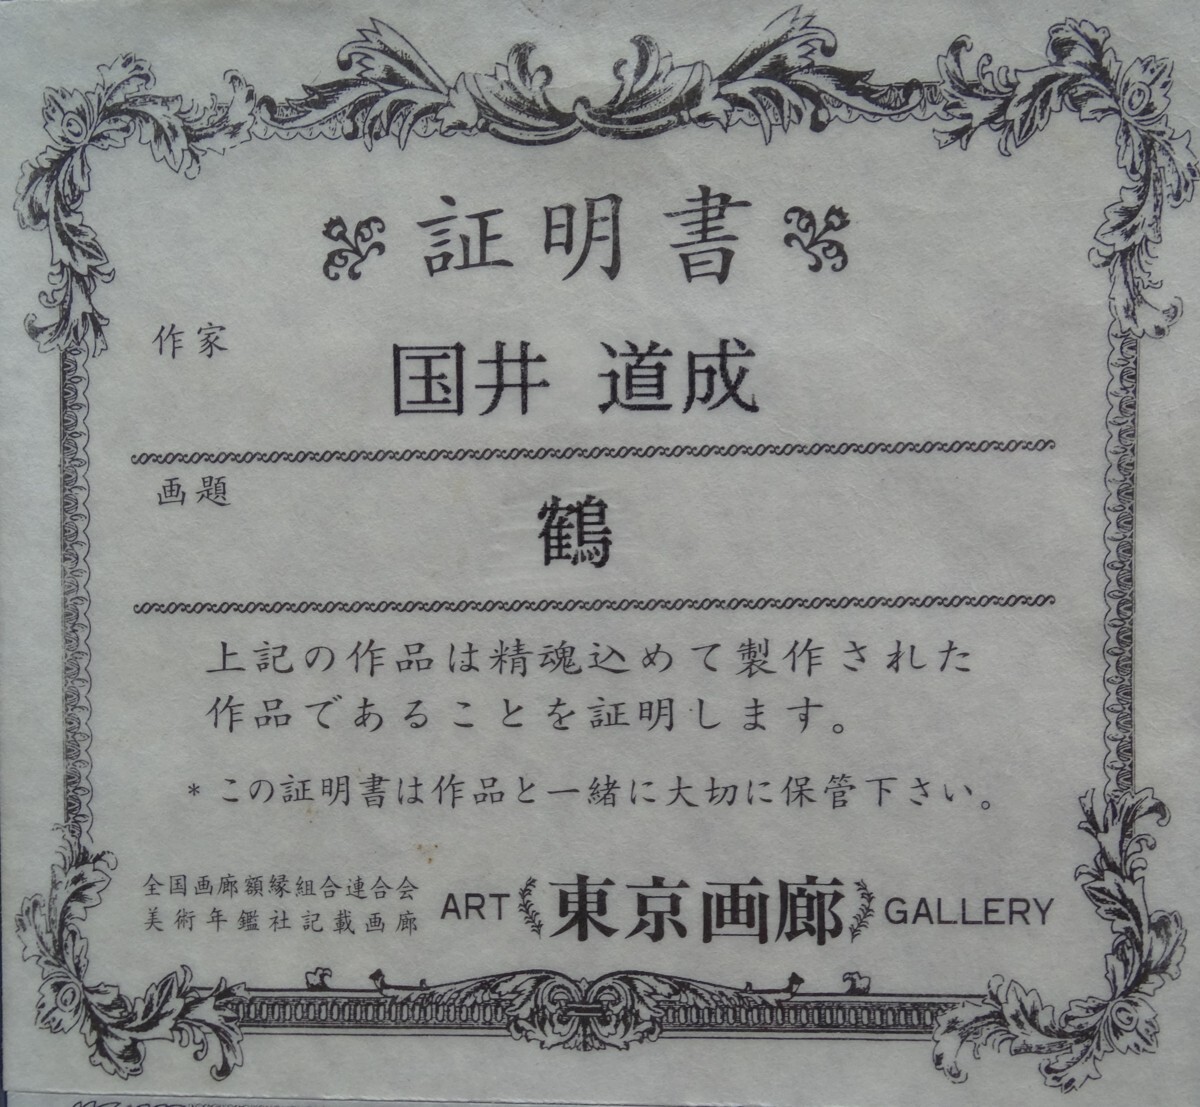 証明書
作家
国井 道成
画題
鶴
上記の作品は精魂込めて製作された
作品であることを証明します。
*この証明書は作品と一緒に大切に保管下さい。
全国画廊額縁組合連合会
美術年鑑社記載画廊
ART 東京画廊 GALLERY